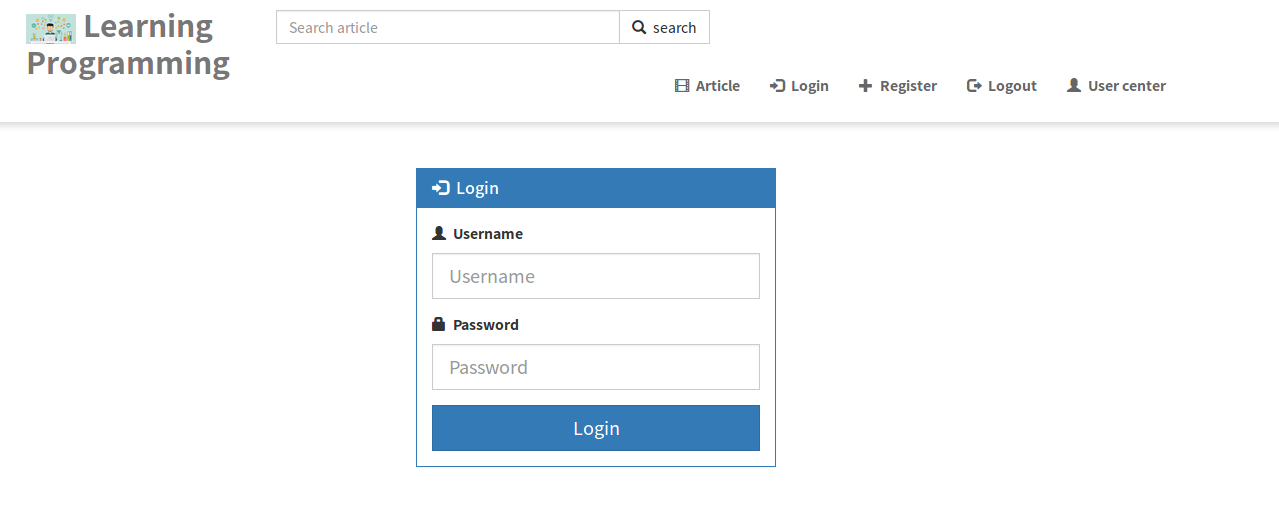 Learning
Programming
Search article
search
Article Login Register Logout User center
Login
Username
Username
Password
Password
Login